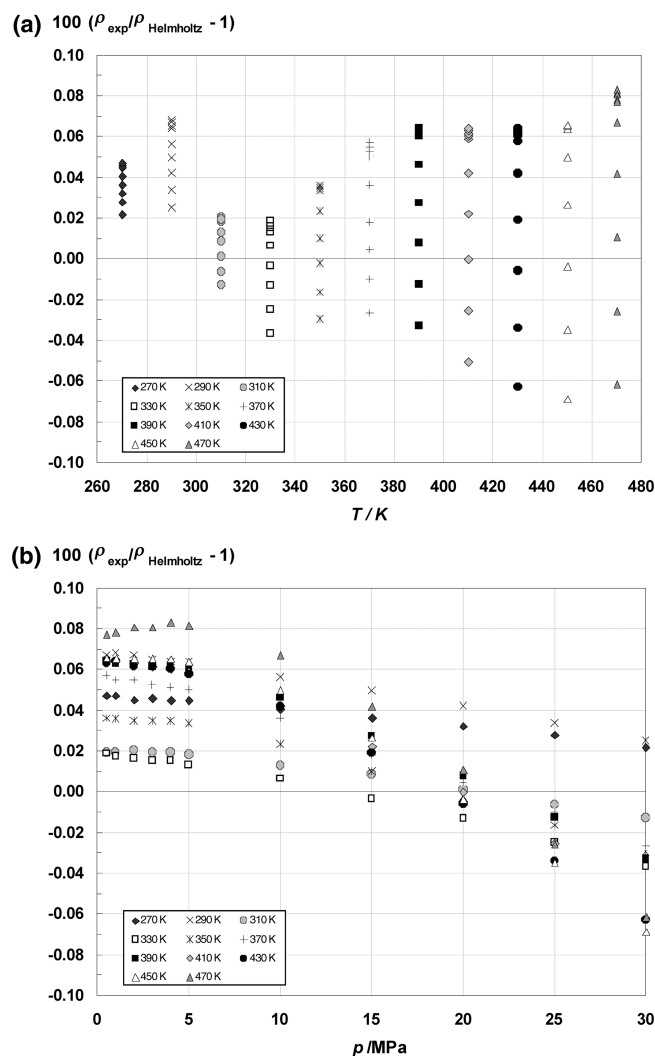 (a) 100 (ρexp/ρHelmholtz - 1)
0.10
0.08
0.06
0.04
0.02
0.00
-0.02
-0.04
-0.06
-0.08
-0.10
270 K 290 K 310 K
330 K 350 K 370 K
390 K 410 K 430 K
450 K 470 K
260 280 300 320 340 360 380 400 420 440 460 480
T / K
(b) 100 (ρexp/ρHelmholtz - 1)
0.10
0.08
0.06
0.04
0.02
0.00
-0.02
-0.04
-0.06
-0.08
-0.10
270 K 290 K 310 K
330 K 350 K 370 K
390 K 410 K 430 K
450 K 470 K
0 5 10 15 20 25 30
p /MPa